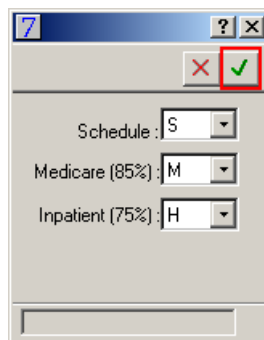 7 ?
Schedule : S
Medicare (85%) : M
Inpatient (75%) : H